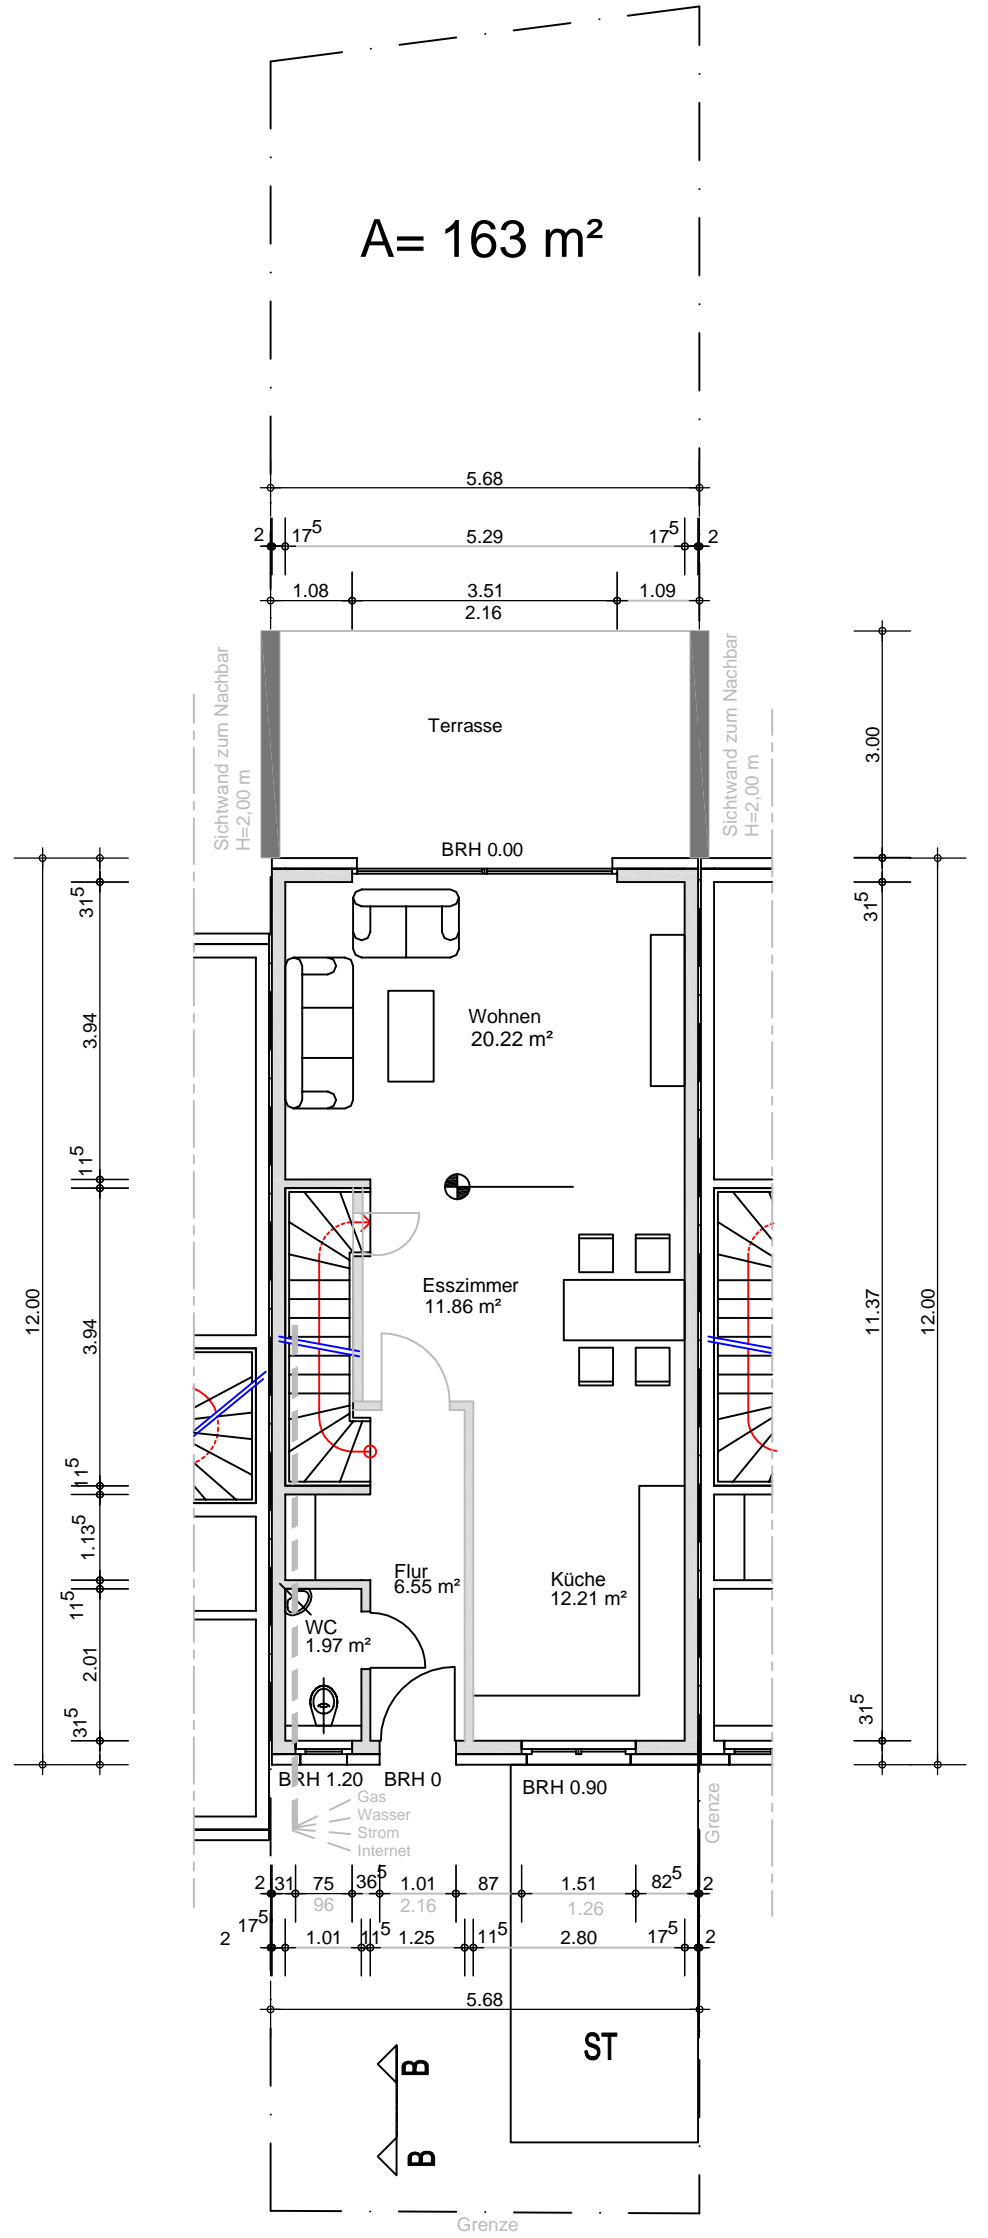 A= 163 m²
5.68
2 17⁵ 5.29 17⁵ 2
1.08 3.51 1.09
2.16
Sichtwand zum Nachbar
H=2,00 m
Terrasse
Sichtwand zum Nachbar
H=2,00 m
3.00
BRH 0.00
31⁵
31⁵
Wohnen
20.22 m²
3.94
11⁵
Esszimmer
11.86 m²
12.00
3.94
11.37
12.00
11⁵
1.13⁵
11⁵
Flur
6.55 m²
Küche
12.21 m²
WC
1.97 m²
2.01
31⁵
31⁵
BRH 1.20
BRH 0
BRH 0.90
Gas
Wasser
Strom
Internet
Grenze
2 31 75 36⁵ 1.01 87 1.51 82⁵ 2
96 2.16 1.26
2 17⁵ 1.01 11⁵ 1.25 11⁵ 2.80 17⁵ 2
5.68
ST
B
B
Grenze